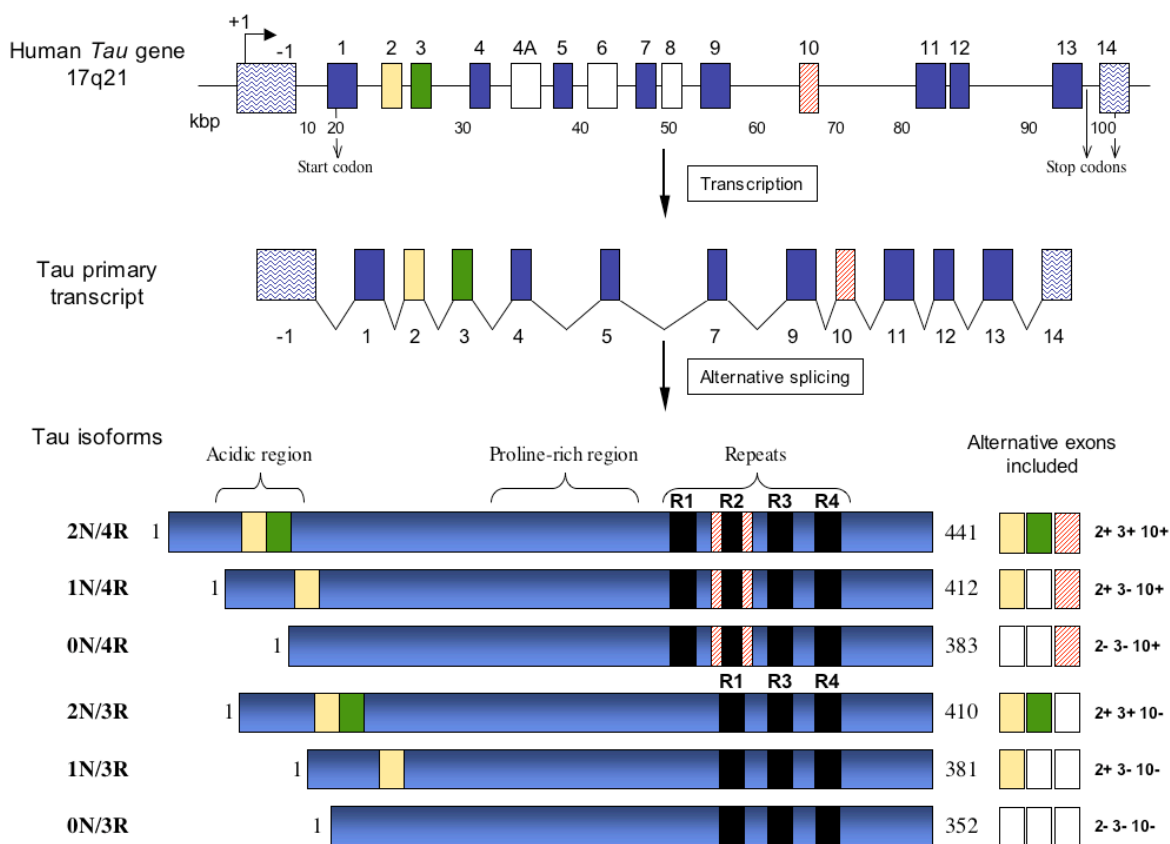 +1
Human Tau gene
17q21
-1 1 2 3 4 4A 5 6 7 8 9 10 11 12 13 14
kbp 10 20 30 40 50 60 70 80 90 100
Start codon Stop codons
Transcription
Tau primary
transcript
-1 1 2 3 4 5 7 9 10 11 12 13 14
Alternative splicing
Tau isoforms
Acidic region Proline-rich region Repeats
Alternative exons
included
R1 R2 R3 R4
2N/4R 1 441 2+ 3+ 10+
1N/4R 1 412 2+ 3- 10+
0N/4R 1 383 2- 3- 10+
R1 R3 R4
2N/3R 1 410 2+ 3+ 10-
1N/3R 1 381 2+ 3- 10-
0N/3R 1 352 2- 3- 10-